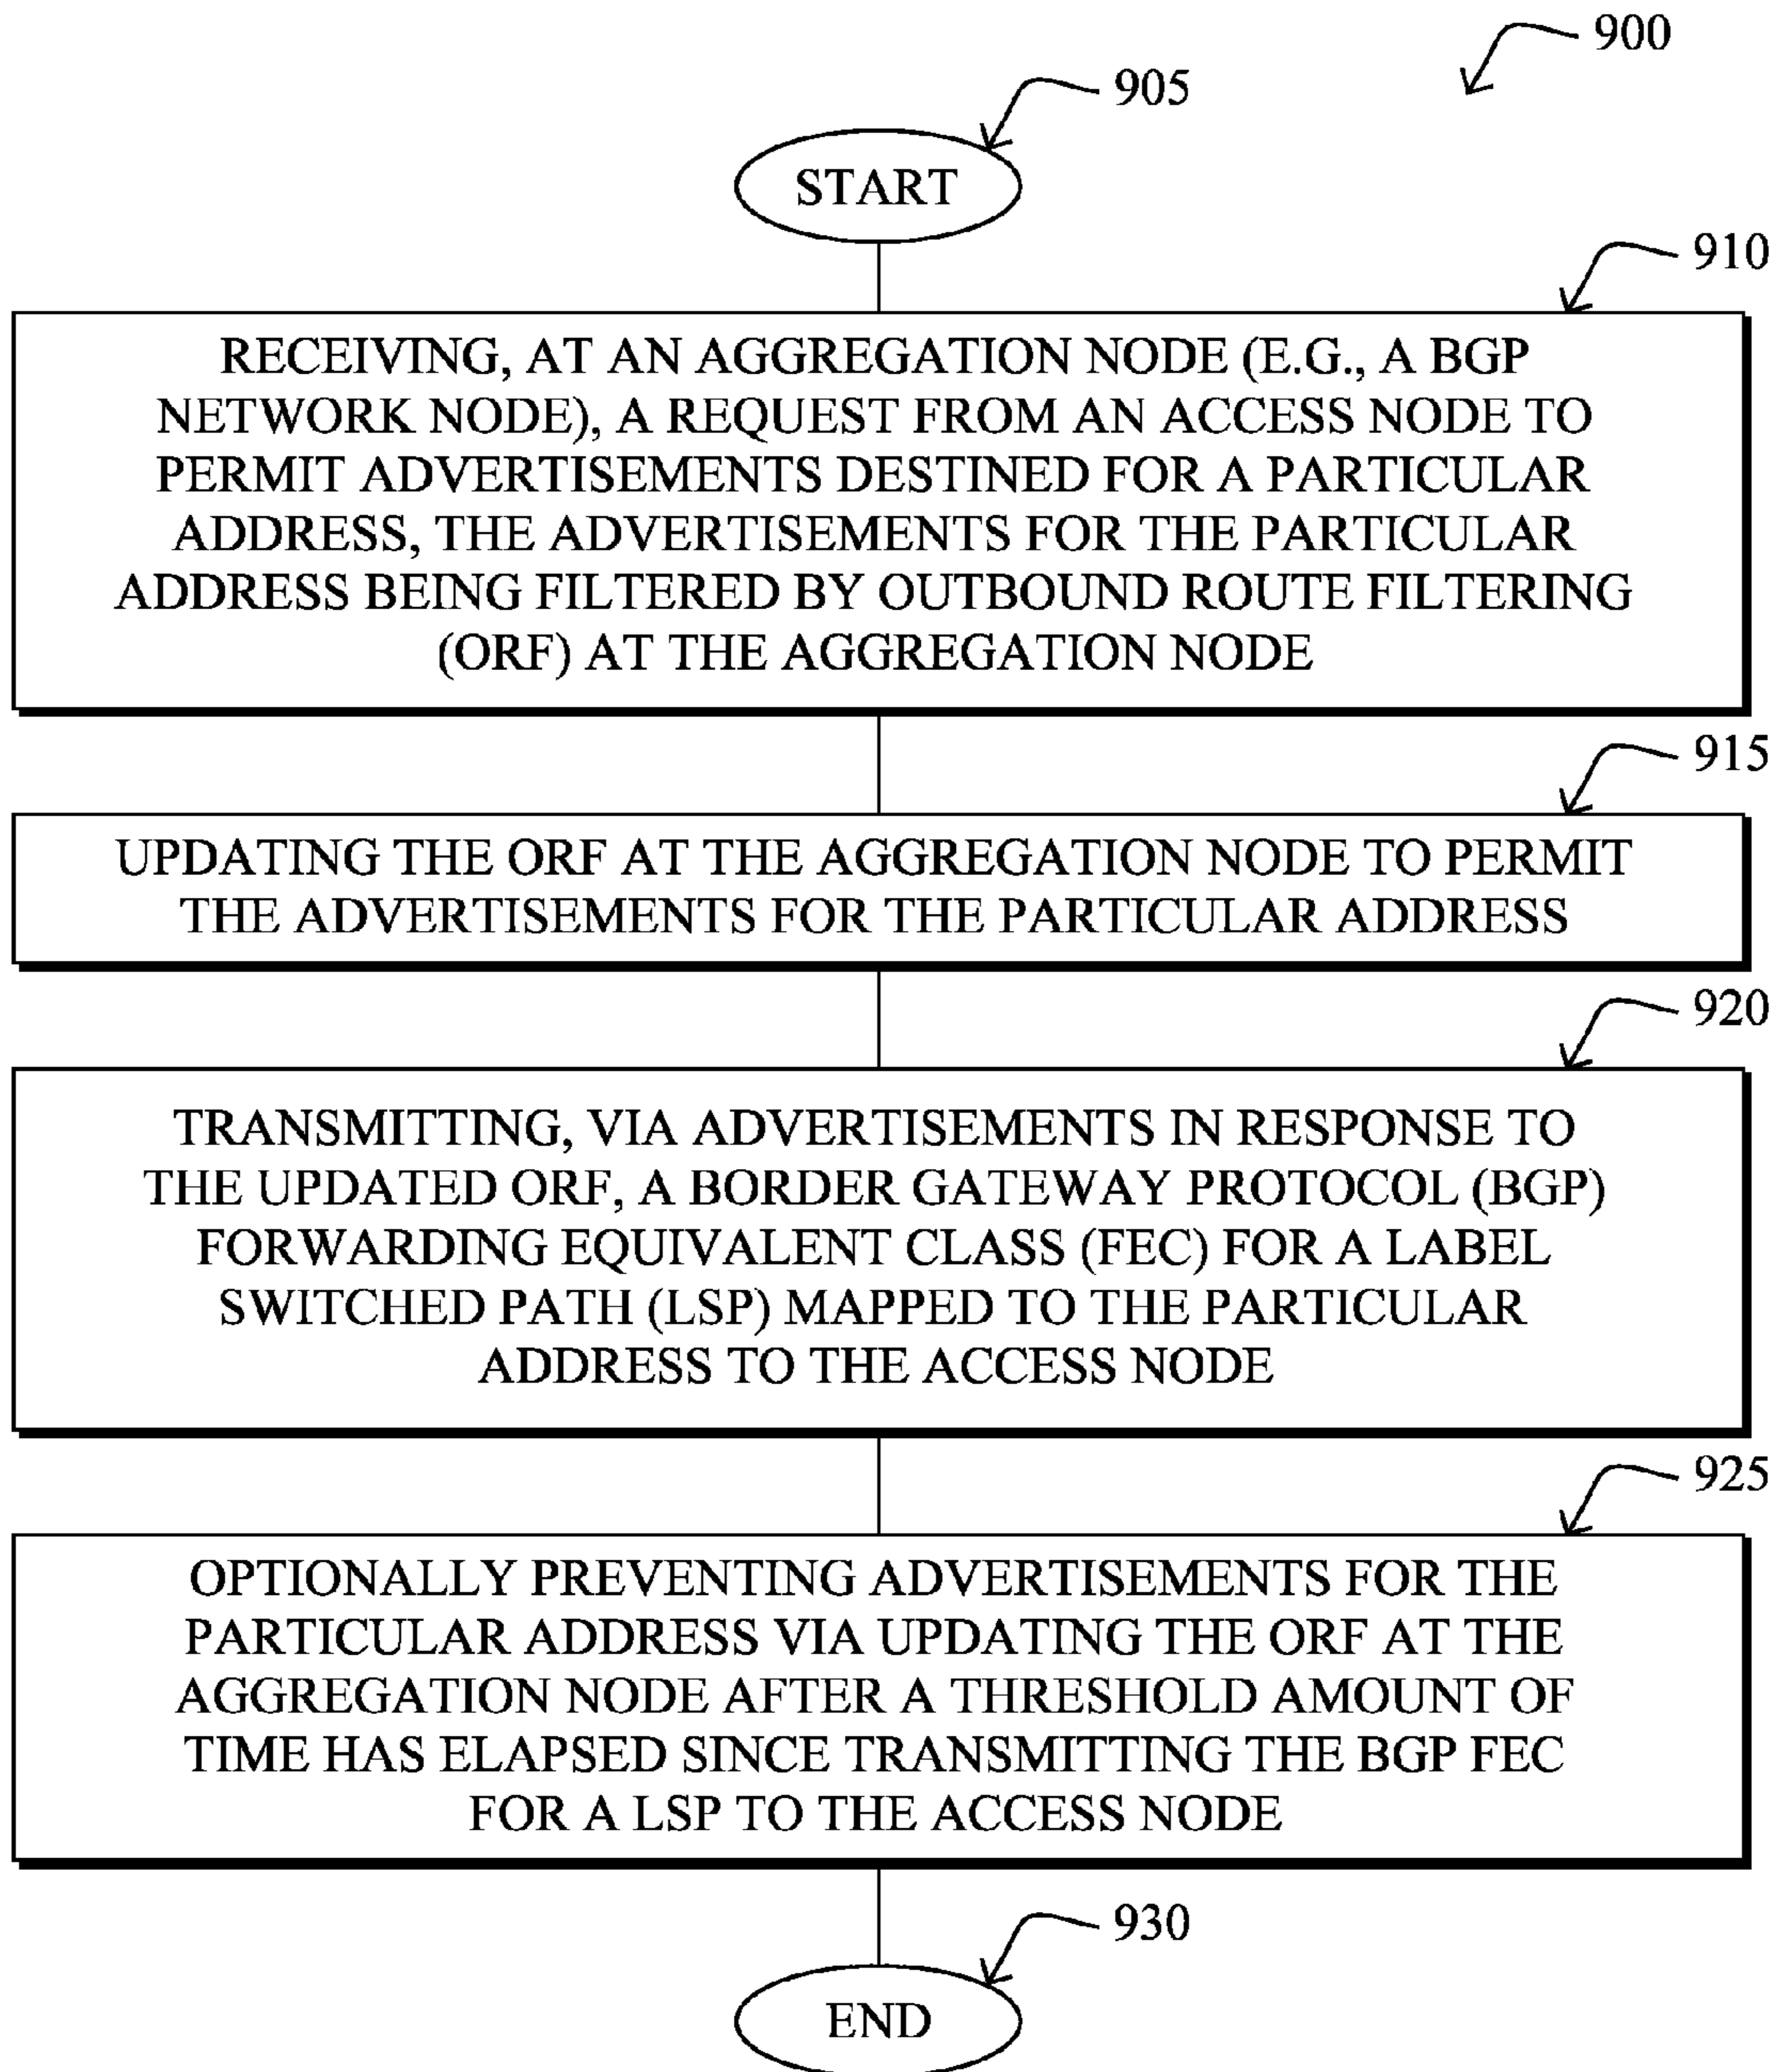 900
905
START
910
RECEIVING, AT AN AGGREGATION NODE (E.G., A BGP
NETWORK NODE), A REQUEST FROM AN ACCESS NODE TO
PERMIT ADVERTISEMENTS DESTINED FOR A PARTICULAR
ADDRESS, THE ADVERTISEMENTS FOR THE PARTICULAR
ADDRESS BEING FILTERED BY OUTBOUND ROUTE FILTERING
(ORF) AT THE AGGREGATION NODE
915
UPDATING THE ORF AT THE AGGREGATION NODE TO PERMIT
THE ADVERTISEMENTS FOR THE PARTICULAR ADDRESS
920
TRANSMITTING, VIA ADVERTISEMENTS IN RESPONSE TO
THE UPDATED ORF, A BORDER GATEWAY PROTOCOL (BGP)
FORWARDING EQUIVALENT CLASS (FEC) FOR A LABEL
SWITCHED PATH (LSP) MAPPED TO THE PARTICULAR
ADDRESS TO THE ACCESS NODE
925
OPTIONALLY PREVENTING ADVERTISEMENTS FOR THE
PARTICULAR ADDRESS VIA UPDATING THE ORF AT THE
AGGREGATION NODE AFTER A THRESHOLD AMOUNT OF
TIME HAS ELAPSED SINCE TRANSMITTING THE BGP FEC
FOR A LSP TO THE ACCESS NODE
930
END